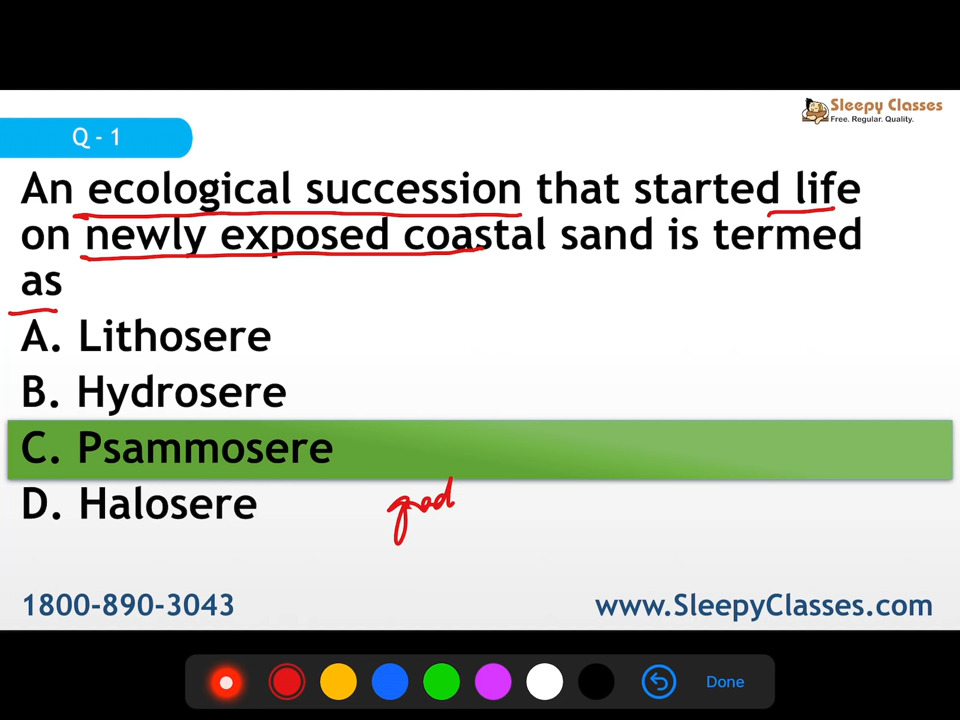 Sleepy Classes
Free. Regular. Quality.
Q - 1
An ecological succession that started life
on newly exposed coastal sand is termed
as
A. Lithosere
B. Hydrosere
C. Psammosere
D. Halosere
good
1800-890-3043
www.SleepyClasses.com
Done